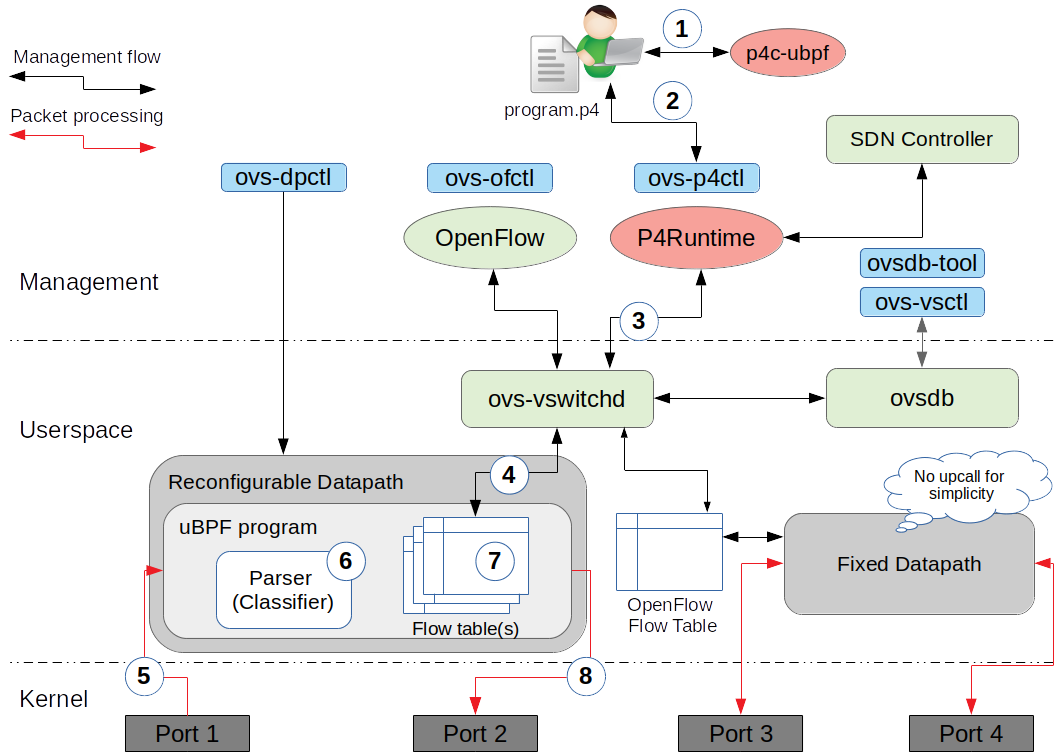 1
p4c-ubpf
Management flow
2
program.p4
Packet processing
SDN Controller
ovs-dpctl
ovs-ofctl
ovs-p4ctl
OpenFlow
P4Runtime
ovsdb-tool
Management
ovs-vsctl
3
ovs-vswitchd
ovsdb
Userspace
4
Reconfigurable Datapath
No upcall for
simplicity
uBPF program
6
7
Parser
(Classifier)
Fixed Datapath
OpenFlow
Flow Table
Flow table(s)
5
8
Kernel
Port 1
Port 2
Port 3
Port 4